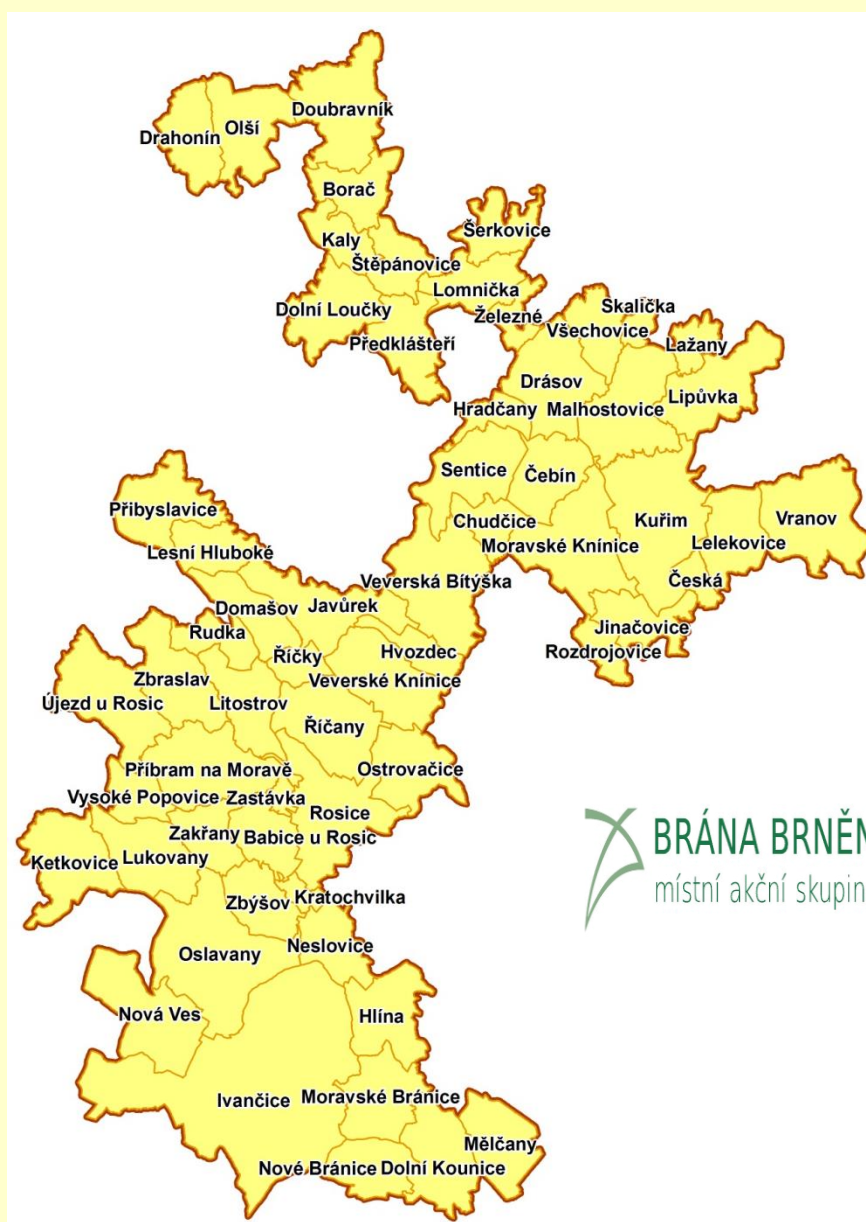 Doubravník
Drahonín
Olší
Borač
Šerkovice
Kaly
Štěpánovice
Lomnička
Dolní Loučky
Železné
Skalička
Všechovice
Předklášteří
Lažany
Drásov
Lipůvka
Hradčany
Malhostovice
Sentice
Čebín
Přibyslavice
Chudčice
Kuřim
Vranov
Lesní Hluboké
Moravské Knínice
Lelekovice
Veverská Bítýška
Česká
Domašov
Javůrek
Rudka
Jinačovice
Říčky
Hvozdec
Rozdrojovice
Zbraslav
Veverské Knínice
Újezd u Rosic
Litostrov
Říčany
Příbram na Moravě
Ostrovačice
Vysoké Popovice
Zastávka
Rosice
Zakřany
Babice u Rosic
Ketkovice
Lukovany
Zbýšov
Kratochvilka
Oslavany
Neslovice
Nová Ves
Hlína
Ivančice
Moravské Bránice
Mělčany
Nové Bránice
Dolní Kounice
BRÁNA BRNĚN
místní akční skupin